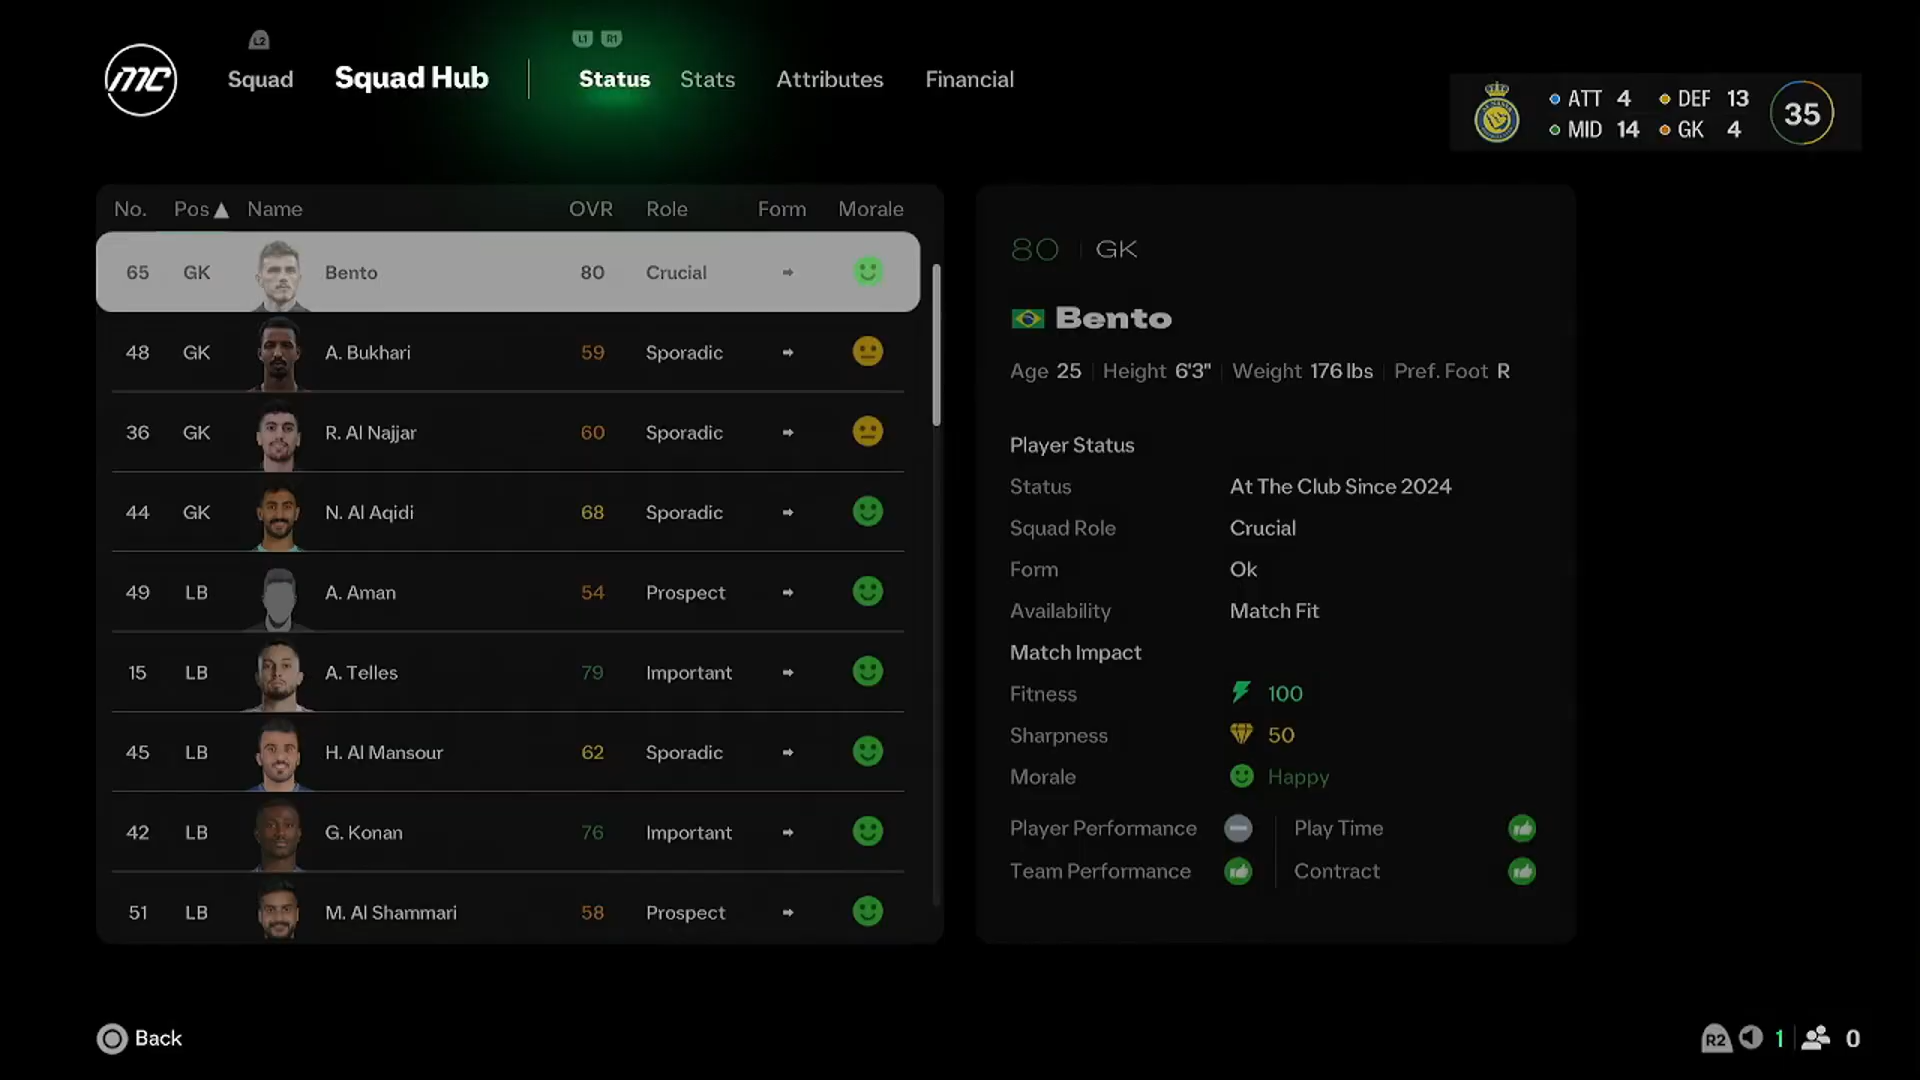 L2
L1 R1
MC Squad Squad Hub Status Stats Attributes Financial
ATT 4 DEF 13
MID 14 GK 4
35
No. Pos Name OVR Role Form Morale
65 GK Bento 80 Crucial
48 GK A. Bukhari 59 Sporadic
36 GK R. Al Najjar 60 Sporadic
44 GK N. Al Aqidi 68 Sporadic
49 LB A. Aman 54 Prospect
15 LB A. Telles 79 Important
45 LB H. Al Mansour 62 Sporadic
42 LB G. Konan 76 Important
51 LB M. Al Shammari 58 Prospect
80 GK
Bento
Age 25 Height 6'3" Weight 176 lbs Pref. Foot R
Player Status
Status At The Club Since 2024
Squad Role Crucial
Form Ok
Availability Match Fit
Match Impact
Fitness 100
Sharpness 50
Morale Happy
Player Performance Play Time
Team Performance Contract
Back
R2 1 0